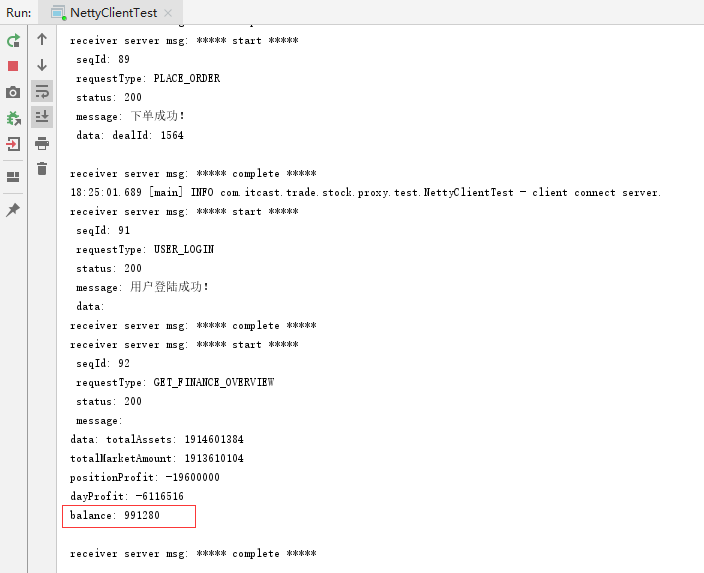 Run: NettyClientTest
receiver server msg: ***** start *****
seqId: 89
requestType: PLACE_ORDER
status: 200
message: 下单成功!
data: dealId: 1564
receiver server msg: ***** complete *****
18:25:01.689 [main] INFO com.itcast.trade.stock.proxy.test.NettyClientTest - client connect server.
receiver server msg: ***** start *****
seqId: 91
requestType: USER_LOGIN
status: 200
message: 用户登陆成功!
data:
receiver server msg: ***** complete *****
receiver server msg: ***** start *****
seqId: 92
requestType: GET_FINANCE_OVERVIEW
status: 200
message:
data: totalAssets: 1914601384
totalMarketAmount: 1913610104
positionProfit: -19600000
dayProfit: -6116516
balance: 991280
receiver server msg: ***** complete *****